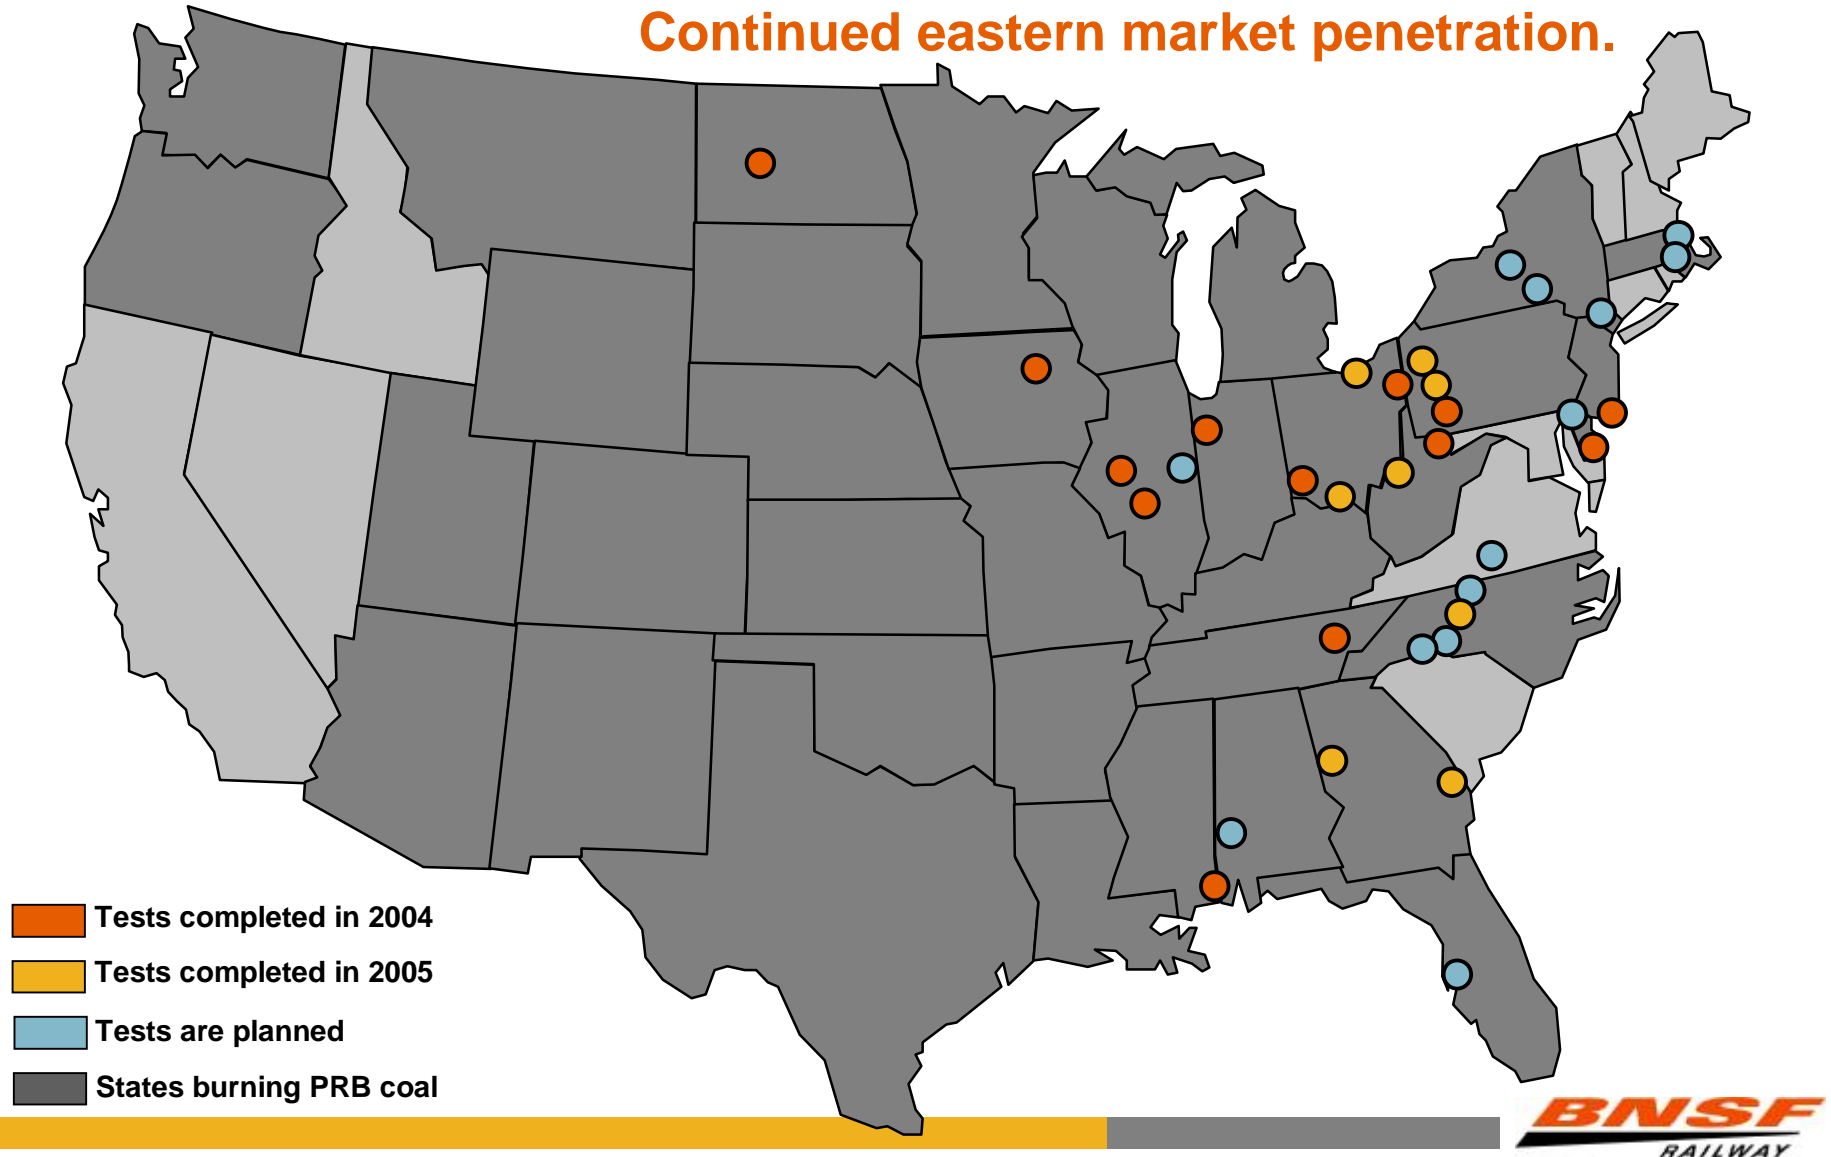 Continued eastern market penetration.
Tests completed in 2004
Tests completed in 2005
Tests are planned
States burning PRB coal
BNSF
RAILWAY